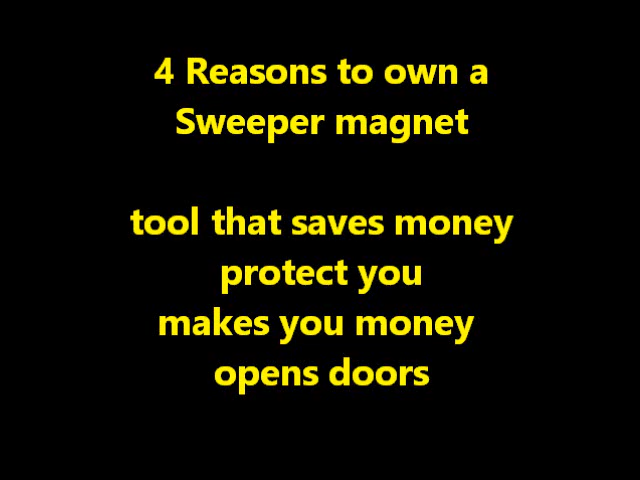 4 Reasons to own a
Sweeper magnet
tool that saves money
protect you
makes you money
opens doors